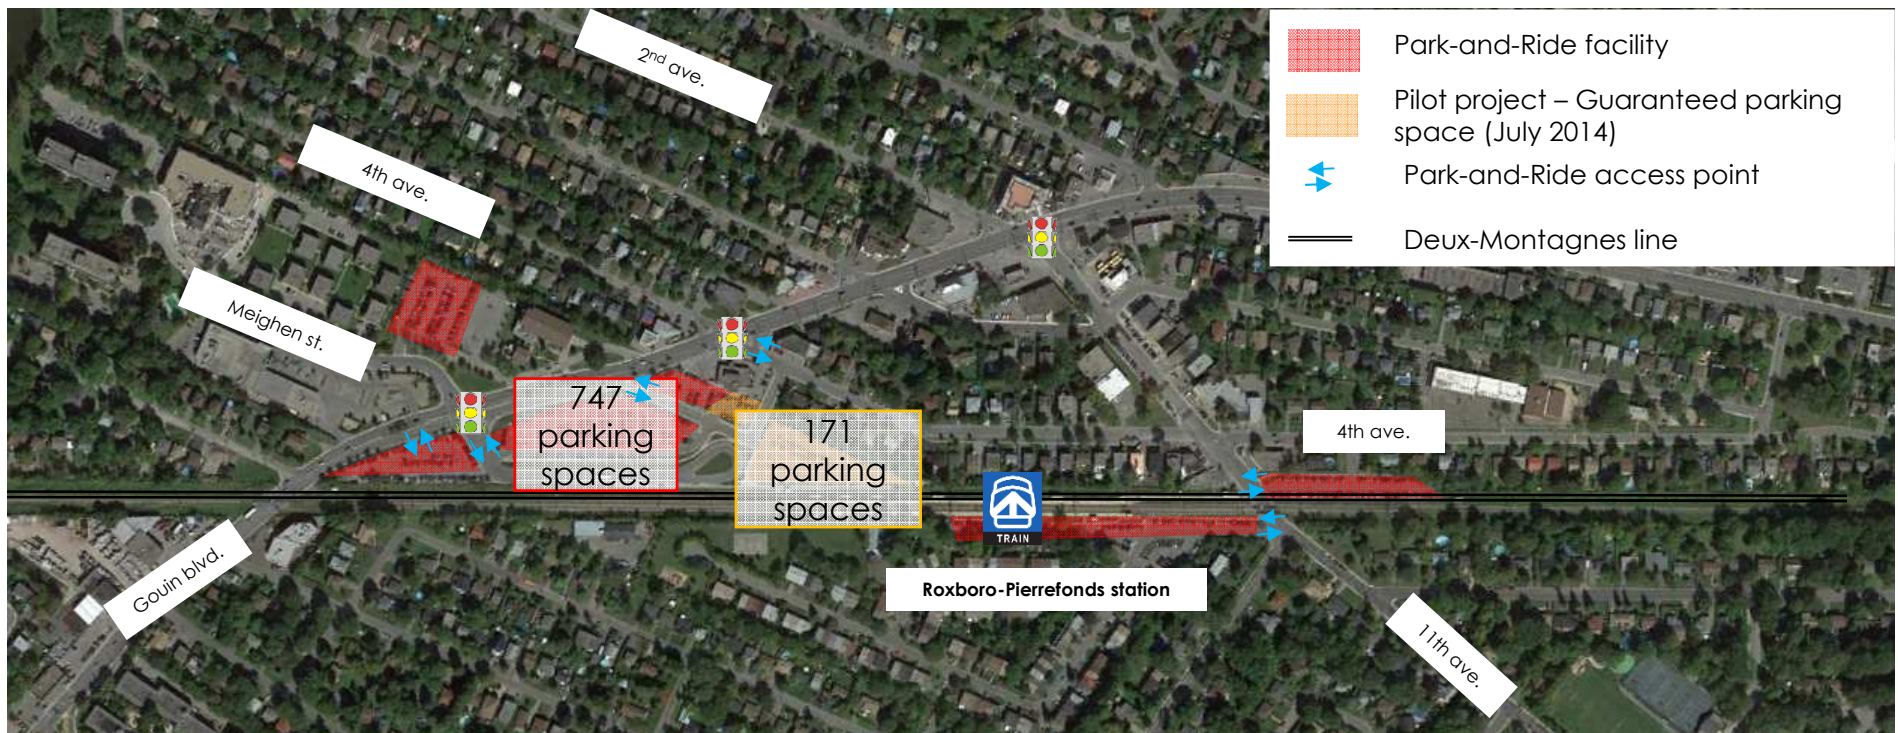 2nd ave.
4th ave.
Meighen st.
Park-and-Ride facility
Pilot project – Guaranteed parking
space (July 2014)
Park-and-Ride access point
Deux-Montagnes line
747
parking
spaces
171
parking
spaces
4th ave.
TRAIN
Gouin blvd.
Roxboro-Pierrefonds station
11th ave.